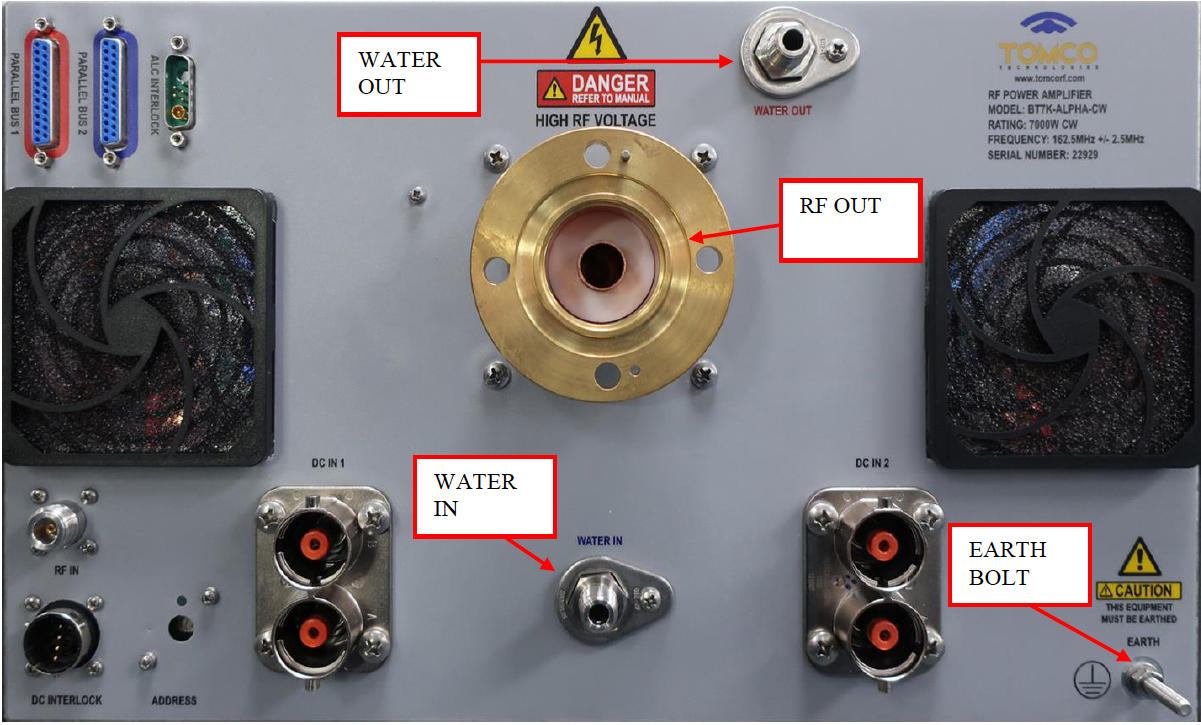 PARALLEL BUS 1
PARALLEL BUS 2
ALC INTERLOCK
WATER
OUT
DANGER
REFER TO MANUAL
HIGH RF VOLTAGE
WATER OUT
TOMCO
TECHNOLOGIES
www.tomcorf.com
RF POWER AMPLIFIER
MODEL: BT7K-ALPHA-CW
RATING: 7000W CW
FREQUENCY: 162.5MHz +/- 2.5MHz
SERIAL NUMBER: 22929
RF OUT
DC IN 1
WATER
IN
DC IN 2
WATER IN
EARTH
BOLT
RF IN
CAUTION
THIS EQUIPMENT
MUST BE EARTHED
EARTH
DC INTERLOCK
ADDRESS